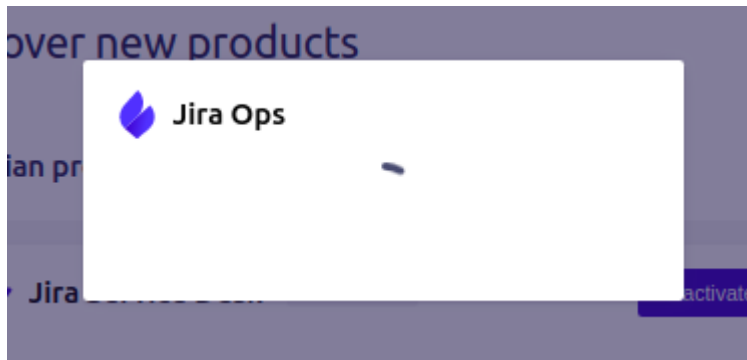 over new products
Jira Ops
ian pr
Jira
activate